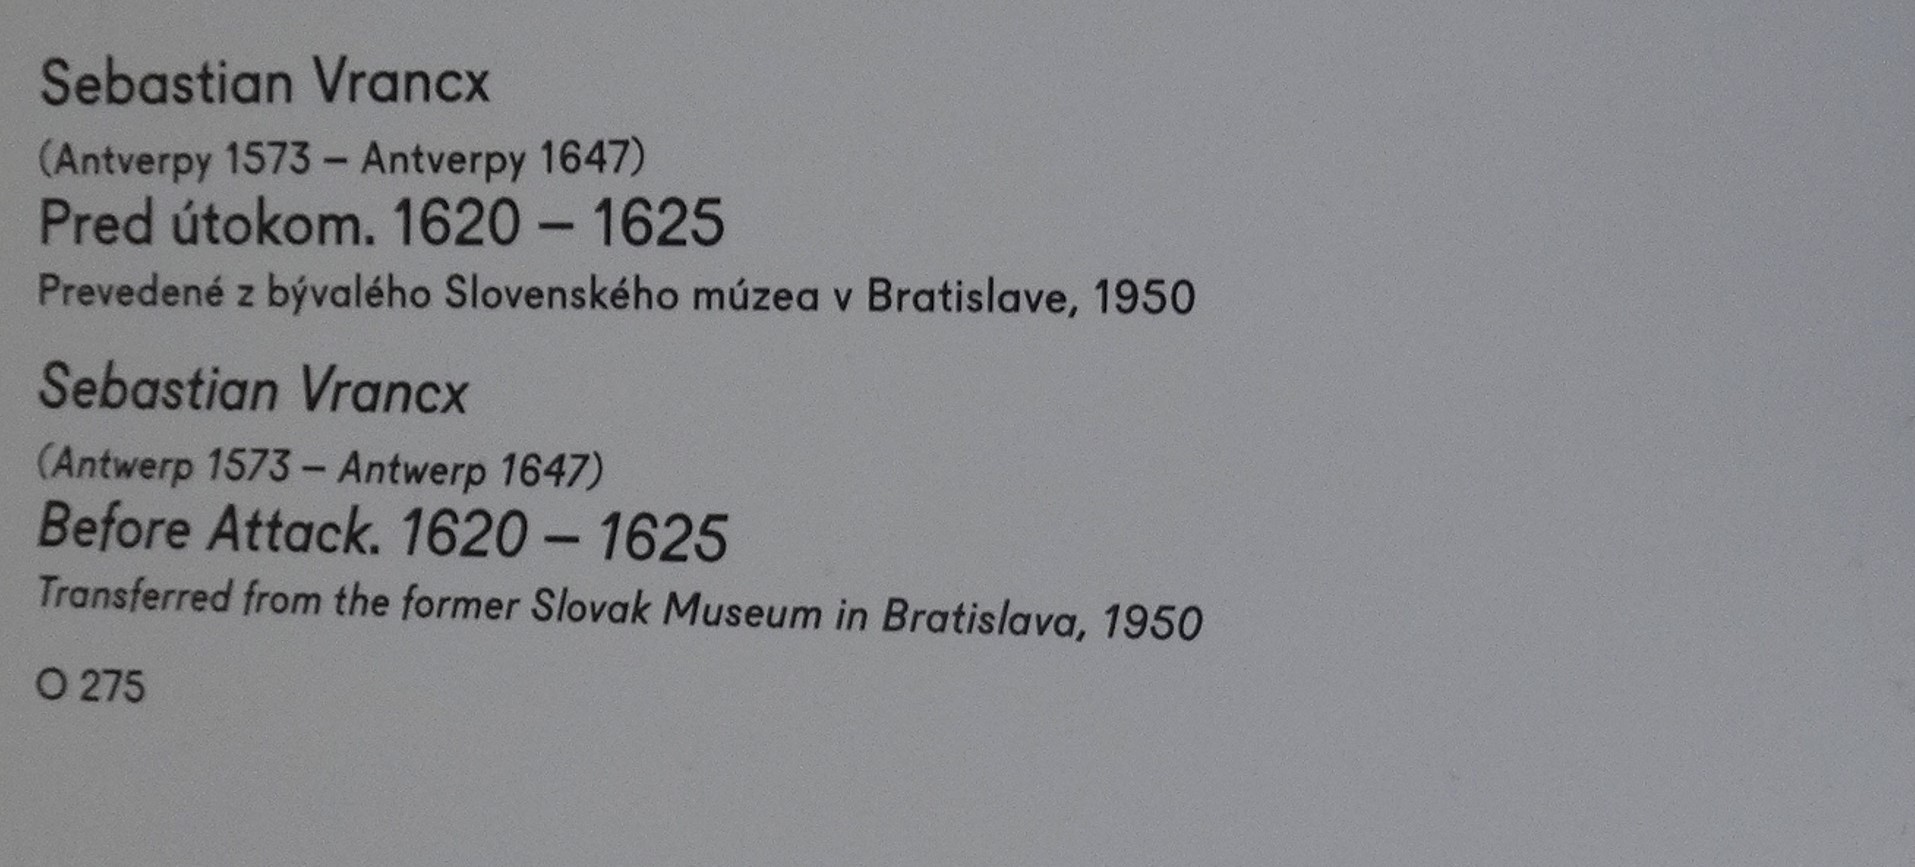 Sebastian Vrancx
(Antverpy 1573 – Antverpy 1647)
Pred útokom. 1620 – 1625
Prevedené z bývalého Slovenského múzea v Bratislave, 1950
Sebastian Vrancx
(Antwerp 1573 – Antwerp 1647)
Before Attack. 1620 – 1625
Transferred from the former Slovak Museum in Bratislava, 1950
O 275